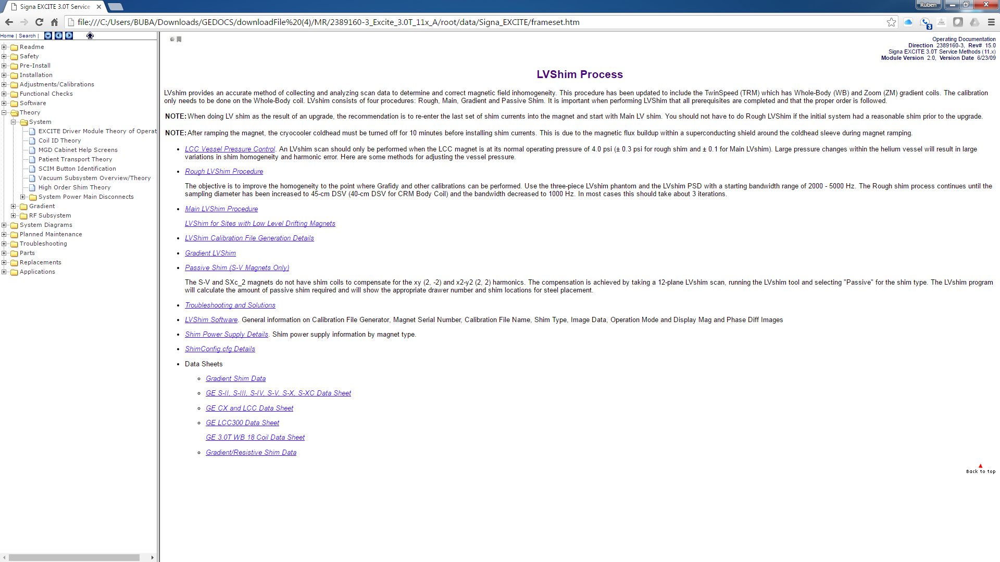 Signa EXCITE 3.0T Service
Ruben
file:///C:/Users/BUBA/Downloads/GEDOCS/downloadFile%20(4)/MR/2389160-3_Excite_3.0T_11x_A/root/data/Signa_EXCITE/frameset.htm
3
Home | Search |
Readme
Safety
Pre-Install
Installation
Adjustments/Calibrations
Functional Checks
Software
Theory
System
EXCITE Driver Module Theory of Operat
Coil ID Theory
MGD Cabinet Help Screens
Patient Transport Theory
SCIM Button Identification
Vacuum Subsystem Overview/Theory
High Order Shim Theory
System Power Main Disconnects
Gradient
RF Subsystem
System Diagrams
Planned Maintenance
Troubleshooting
Parts
Replacements
Applications
Operating Documentation
Direction 2389160-3, Rev# 15.0
Signa EXCITE 3.0T Service Methods (11.x)
Module Version 2.0, Version Date 6/23/09
LVShim Process
LVshim provides an accurate method of collecting and analyzing scan data to determine and correct magnetic field inhomogeneity. This procedure has been updated to include the TwinSpeed (TRM) which has Whole-Body (WB) and Zoom (ZM) gradient coils. The calibration
only needs to be done on the Whole-Body coil. LVshim consists of four procedures: Rough, Main, Gradient and Passive Shim. It is important when performing LVShim that all prerequisites are completed and that the proper order is followed.
NOTE: When doing LV shim as the result of an upgrade, the recommendation is to re-enter the last set of shim currents into the magnet and start with Main LV shim. You should not have to do Rough LVShim if the initial system had a reasonable shim prior to the upgrade.
NOTE: After ramping the magnet, the cryocooler coldhead must be turned off for 10 minutes before installing shim currents. This is due to the magnetic flux buildup within a superconducting shield around the coldhead sleeve during magnet ramping.
• LCC Vessel Pressure Control. An LVshim scan should only be performed when the LCC magnet is at its normal operating pressure of 4.0 psi (± 0.3 psi for rough shim and ± 0.1 for Main LVshim). Large pressure changes within the helium vessel will result in large
variations in shim homogeneity and harmonic error. Here are some methods for adjusting the vessel pressure.
• Rough LVShim Procedure
The objective is to improve the homogeneity to the point where Grafidy and other calibrations can be performed. Use the three-piece LVshim phantom and the LVshim PSD with a starting bandwidth range of 2000 - 5000 Hz. The Rough shim process continues until the
sampling diameter has been increased to 45-cm DSV (40-cm DSV for CRM Body Coil) and the bandwidth decreased to 1000 Hz. In most cases this should take about 3 iterations.
• Main LVShim Procedure
LVShim for Sites with Low Level Drifting Magnets
• LVShim Calibration File Generation Details
• Gradient LVShim
• Passive Shim (S-V Magnets Only)
The S-V and SXc_2 magnets do not have shim coils to compensate for the xy (2, -2) and x2-y2 (2, 2) harmonics. The compensation is achieved by taking a 12-plane LVshim scan, running the LVshim tool and selecting "Passive" for the shim type. The LVshim program
will calculate the amount of passive shim required and will show the appropriate drawer number and shim locations for steel placement.
• Troubleshooting and Solutions
• LVShim Software. General information on Calibration File Generator, Magnet Serial Number, Calibration File Name, Shim Type, Image Data, Operation Mode and Display Mag and Phase Diff Images
• Shim Power Supply Details. Shim power supply information by magnet type.
• ShimConfig.cfg Details
• Data Sheets
◦ Gradient Shim Data
◦ GE S-II, S-III, S-IV, S-V, S-X, S-XC Data Sheet
◦ GE CX and LCC Data Sheet
◦ GE LCC300 Data Sheet
GE 3.0T WB 18 Coil Data Sheet
◦ Gradient/Resistive Shim Data
Back to top